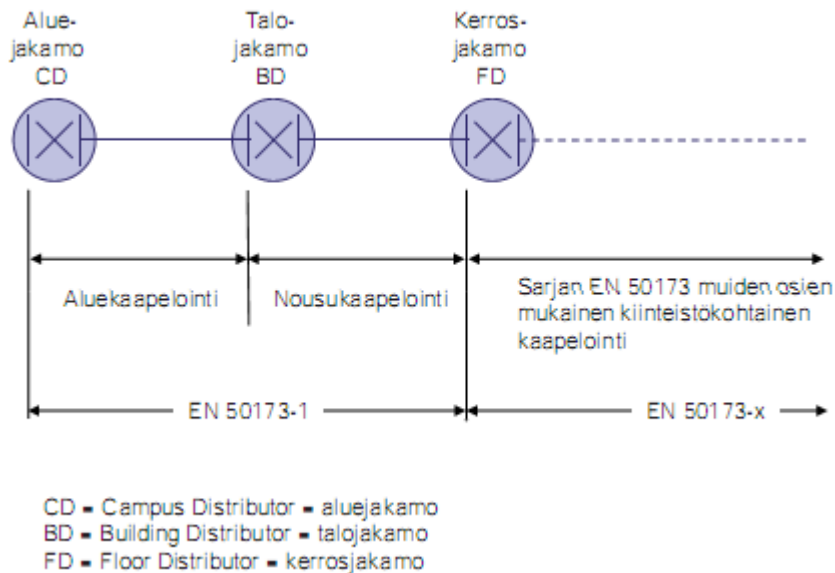 Alue-
jakamo
CD
Talo-
jakamo
BD
Kerros-
jakamo
FD
Aluekaapelointi
Nousukaapelointi
Sarjan EN 50173 muiden osien
mukainen kiinteistökohtainen
kaapelointi
EN 50173-1
EN 50173-x
CD = Campus Distributor = aluejakamo
BD = Building Distributor = talojakamo
FD = Floor Distributor = kerrosjakamo